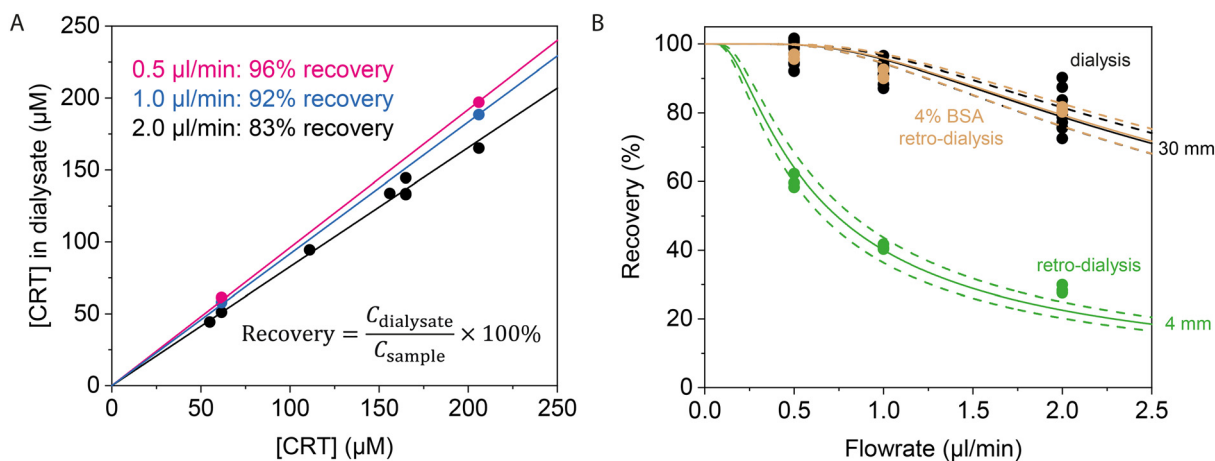 A
[CRT] in dialysate (µM)
250
200
150
100
50
0
0.5 µl/min: 96% recovery
1.0 µl/min: 92% recovery
2.0 µl/min: 83% recovery
Recovery = C_dialysate / C_sample × 100%
0 50 100 150 200 250
[CRT] (µM)
B
Recovery (%)
100
80
60
40
20
0
dialysis
4% BSA
retro-dialysis
30 mm
retro-dialysis
4 mm
0.0 0.5 1.0 1.5 2.0 2.5
Flowrate (µl/min)